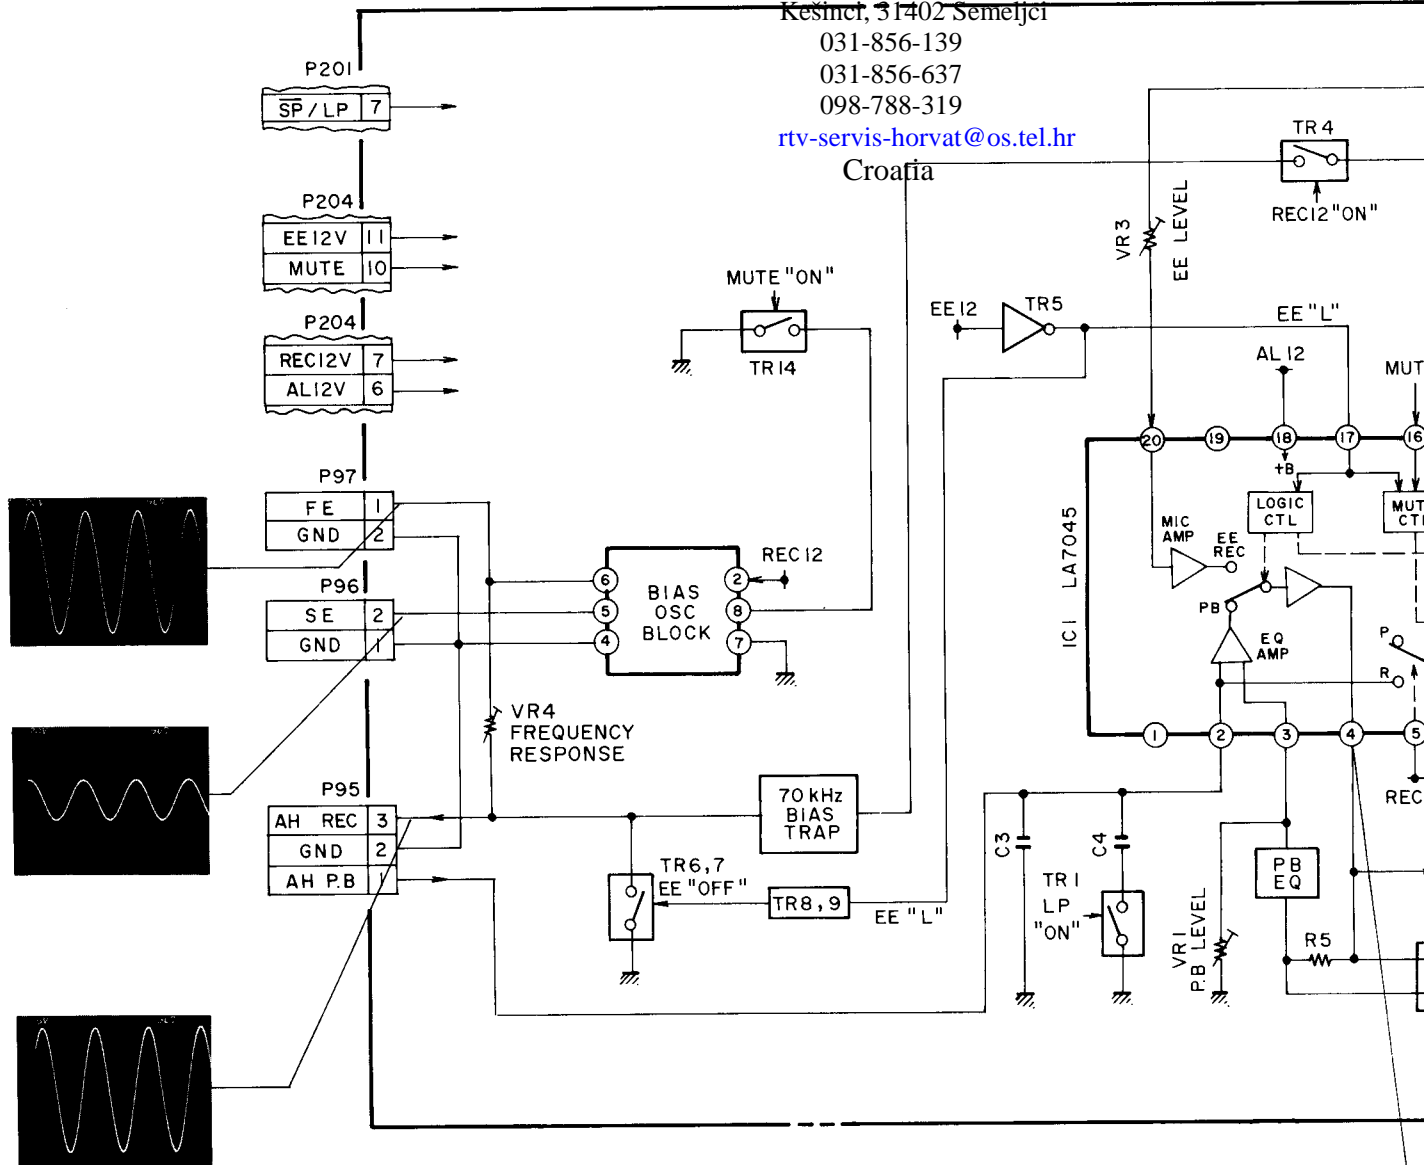 Kešinci, 31402 Semeljci
031-856-139
031-856-637
098-788-319
rtv-servis-horvat@os.tel.hr
Croatia
P201
SP/LP 7
P204
EE12V 11
MUTE 10
P204
REC12V 7
AL12V 6
P97
FE 1
GND 2
P96
SE 2
GND 1
P95
AH REC 3
GND 2
AH P.B 1
MUTE "ON"
TR14
6
5
4
BIAS
OSC
BLOCK
2
8
7
REC12
VR4
FREQUENCY
RESPONSE
70 kHz
BIAS
TRAP
TR6,7
EE "OFF"
TR8,9
EE "L"
TR4
REC12 "ON"
VR3
EE LEVEL
EE12
TR5
EE "L"
AL12
MUT
20
19
18
17
16
+B
LOGIC
CTL
MUT
CTL
IC1 LA7045
MIC
AMP
EE
REC
PB
EQ
AMP
P
R
1
2
3
4
5
REC
C3
C4
TR1
LP
"ON"
VR1
P.B LEVEL
PB
EQ
R5